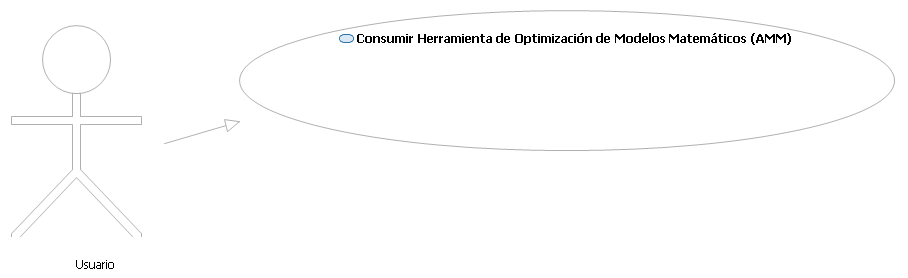 Consumir Herramienta de Optimización de Modelos Matemáticos (AMM)
Usuario